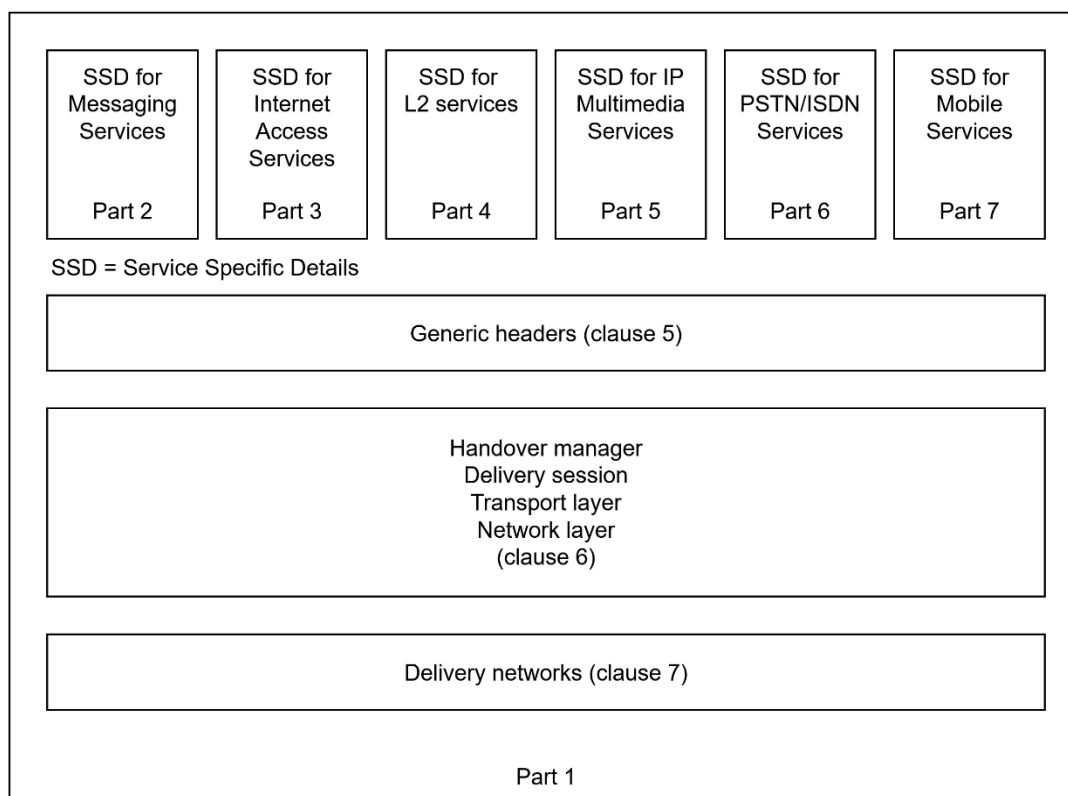 SSD for
Messaging
Services
Part 2
SSD for
Internet
Access
Services
Part 3
SSD for
L2 services
Part 4
SSD for IP
Multimedia
Services
Part 5
SSD for
PSTN/ISDN
Services
Part 6
SSD for
Mobile
Services
Part 7
SSD = Service Specific Details
Generic headers (clause 5)
Handover manager
Delivery session
Transport layer
Network layer
(clause 6)
Delivery networks (clause 7)
Part 1